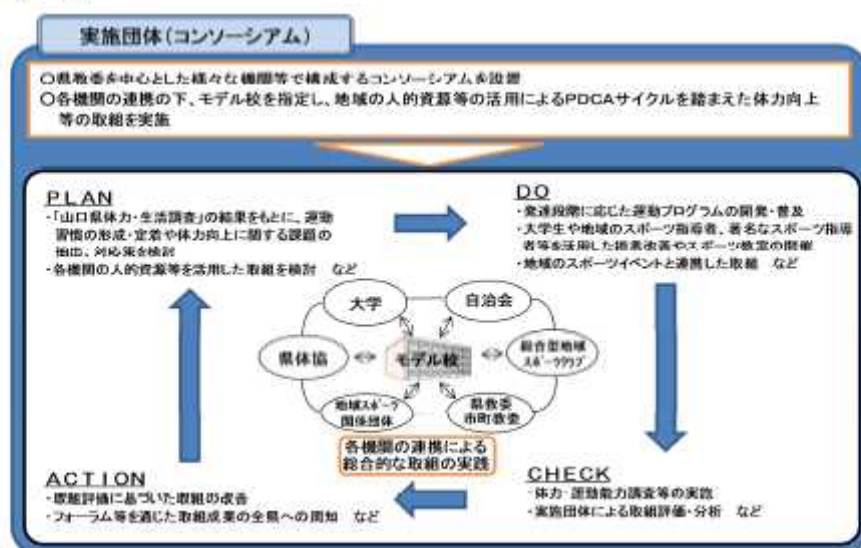 実施団体(コンソーシアム)
○県教委を中心とした様々な機関等で構成するコンソーシアムを設置
○各機関の連携の下、モデル校を指定し、地域の人的資源等の活用によるPDCAサイクルを踏まえた体力向上
等の取組を実施
PLAN
・「山口県体力・生活調査」の結果をもとに、運動
習慣の形成・定着や体力向上に関する課題の
抽出、対応策を検討
・各機関の人的資源等を活用した取組を検討 など
DO
・発達段階に応じた運動プログラムの開発・普及
・大学生や地域のスポーツ指導者、著名なスポーツ指導
者等を活用した授業改善やスポーツ教室の開催
・地域のスポーツイベントと連携した取組 など
大学
自治会
県体協
モデル校
総合型地域
スポーツクラブ
地域スポーツ
関係団体
県教委
市町教委
各機関の連携による
総合的な取組の実践
ACTION
・取組評価に基づいた取組の改善
・フォーラム等を通じた取組成果の全県への周知 など
CHECK
・体力・運動能力調査等の実施
・実施団体による取組評価・分析 など